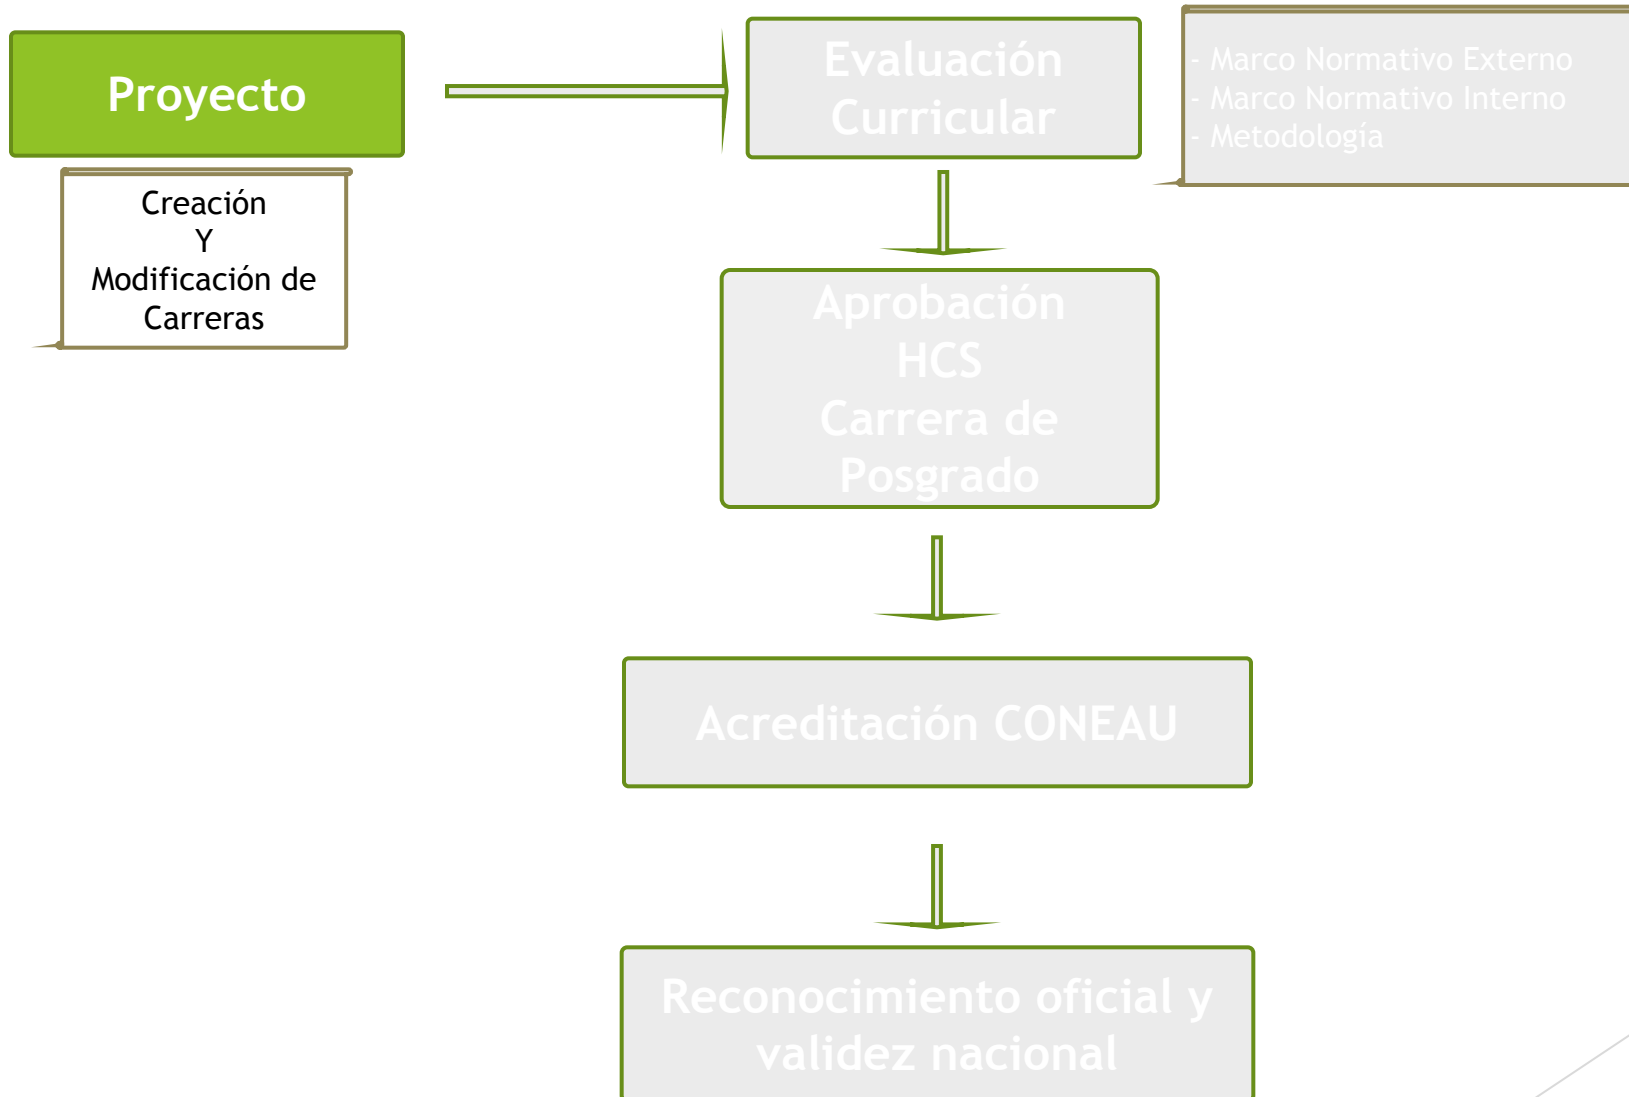 Proyecto
Creación
Y
Modificación de
Carreras
Evaluación
Curricular
- Marco Normativo Externo
- Marco Normativo Interno
- Metodología
Aprobación
HCS
Carrera de
Posgrado
Acreditación CONEAU
Reconocimiento oficial y
validez nacional